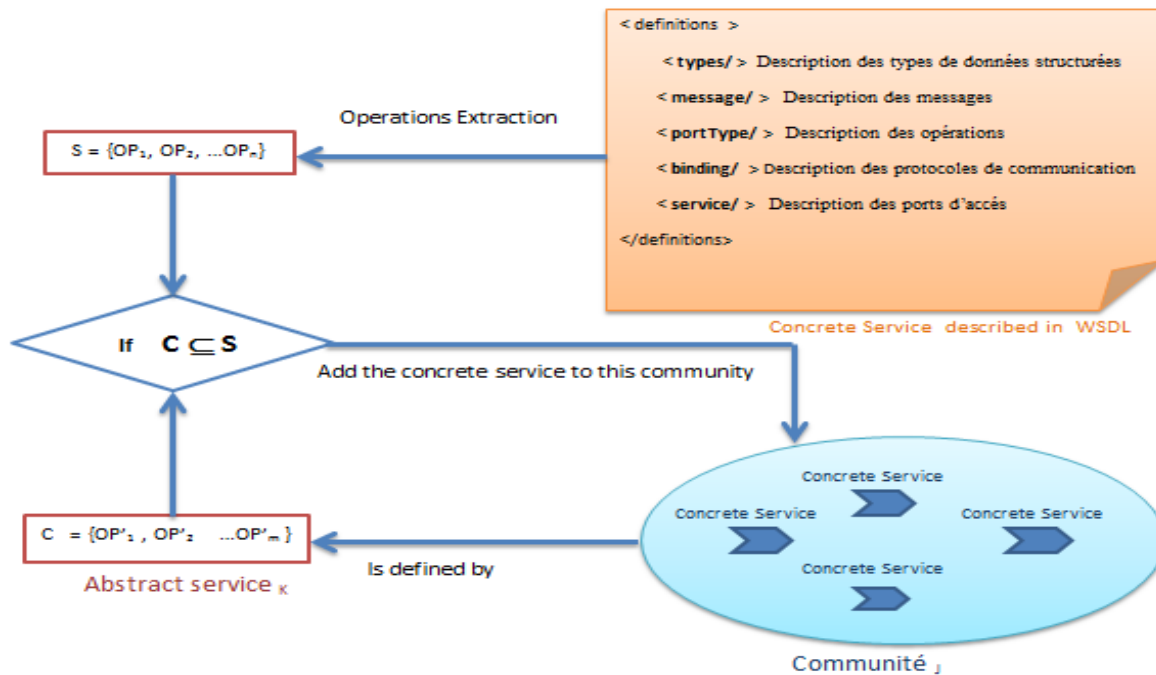 < definitions >
< types/ > Description des types de données structurées
< message/ > Description des messages
< portType/ > Description des opérations
< binding/ > Description des protocoles de communication
< service/ > Description des ports d'accés
</definitions>
Concrete Service described in WSDL
Operations Extraction
S = {OP₁, OP₂, ...OPₙ}
If C ⊆ S
Add the concrete service to this community
Concrete Service
Concrete Service
Concrete Service
Concrete Service
Communité J
Is defined by
C = {OP'₁ , OP'₂ ...OP'ₘ }
Abstract service K